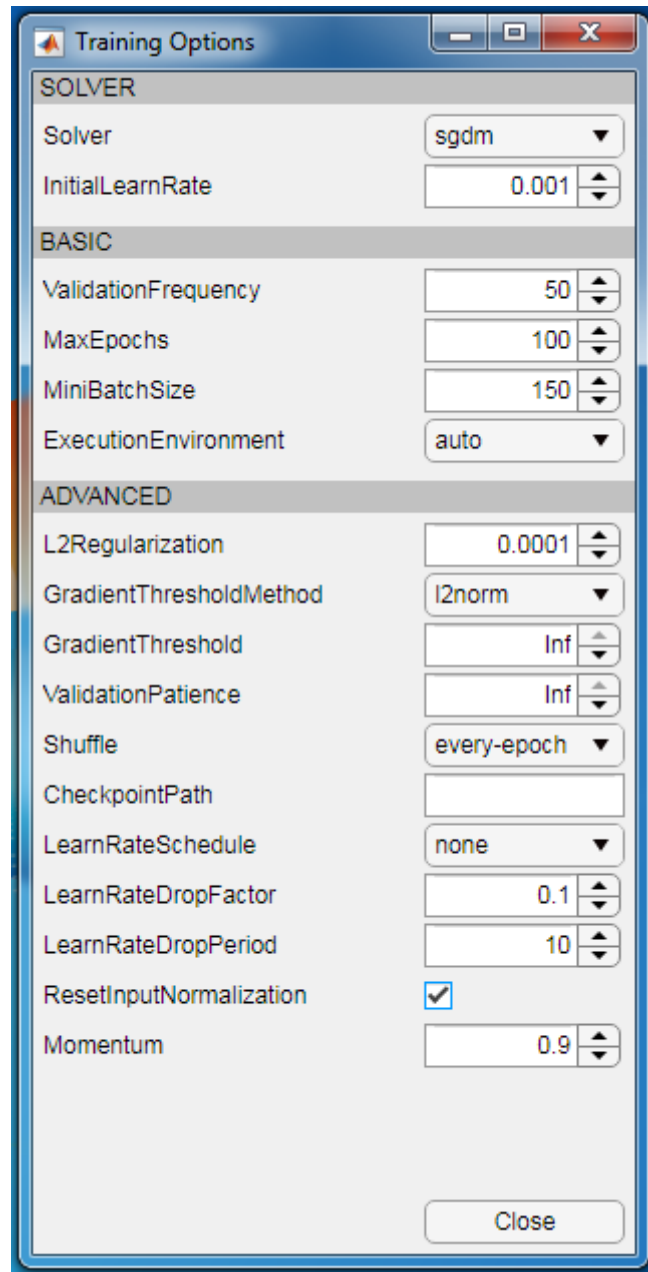 Training Options
SOLVER
Solver sgdm
InitialLearnRate 0.001
BASIC
ValidationFrequency 50
MaxEpochs 100
MiniBatchSize 150
ExecutionEnvironment auto
ADVANCED
L2Regularization 0.0001
GradientThresholdMethod l2norm
GradientThreshold Inf
ValidationPatience Inf
Shuffle every-epoch
CheckpointPath
LearnRateSchedule none
LearnRateDropFactor 0.1
LearnRateDropPeriod 10
ResetInputNormalization
Momentum 0.9
Close